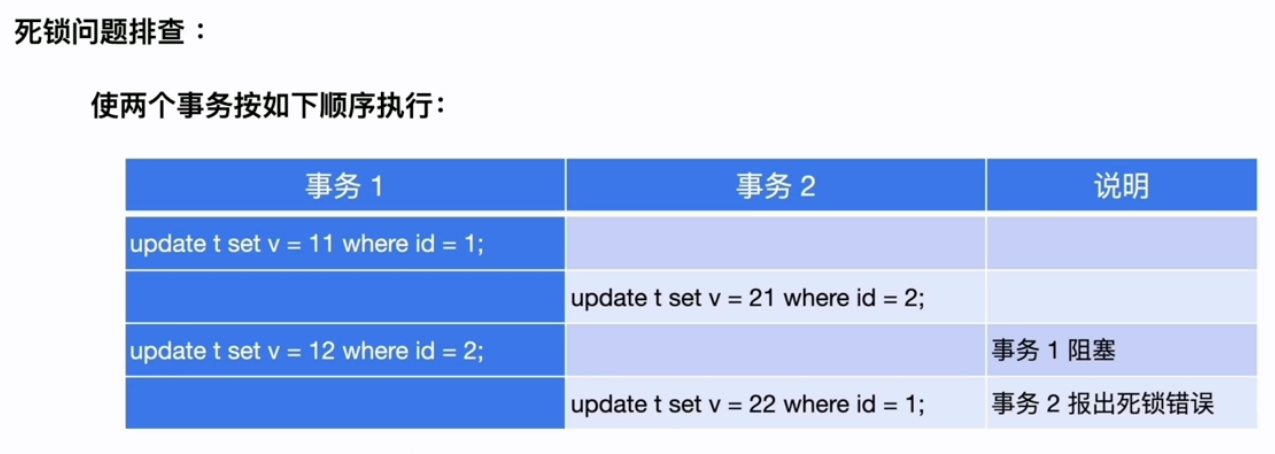 死锁问题排查：
使两个事务按如下顺序执行：
事务 1 事务 2 说明
update t set v = 11 where id = 1;
update t set v = 21 where id = 2;
update t set v = 12 where id = 2; 事务 1 阻塞
update t set v = 22 where id = 1; 事务 2 报出死锁错误